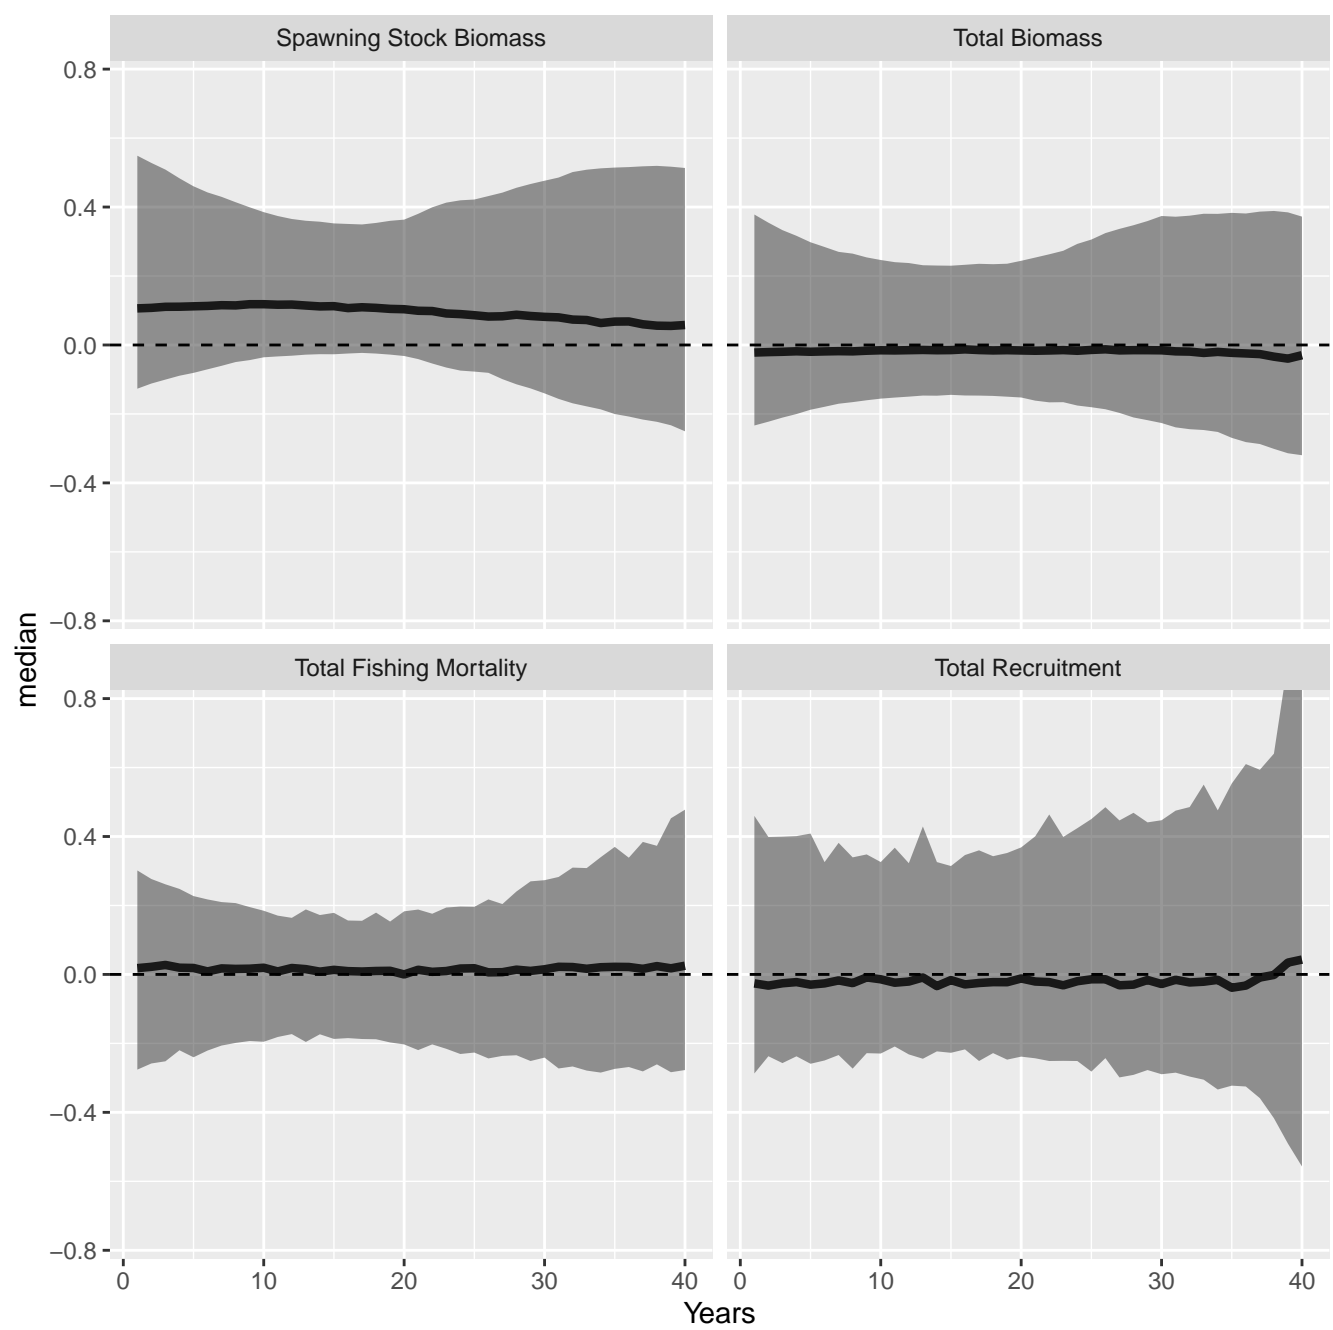 Spawning Stock Biomass
Total Biomass
0.8
0.4
0.0
−0.4
−0.8
median
Total Fishing Mortality
Total Recruitment
0.8
0.4
0.0
−0.4
−0.8
0 10 20 30 40
0 10 20 30 40
Years